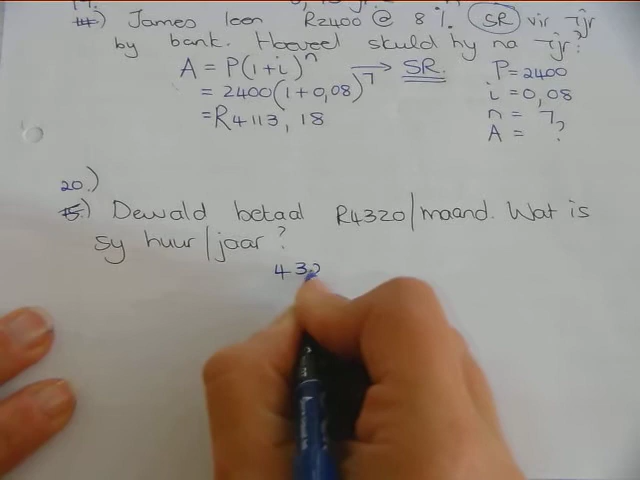 James leen R2400 @ 8 %. SR vir 7jr
by bank. Hoeveel skuld hy na 7jr?
A = P(1+i)^n → SR. P = 2400
= 2400(1+0,08)^7 i = 0,08
= R4113,18 n = 7
A = ?
20.)
15.) Dewald betaal R4320/maand. Wat is
sy huur/jaar?
432